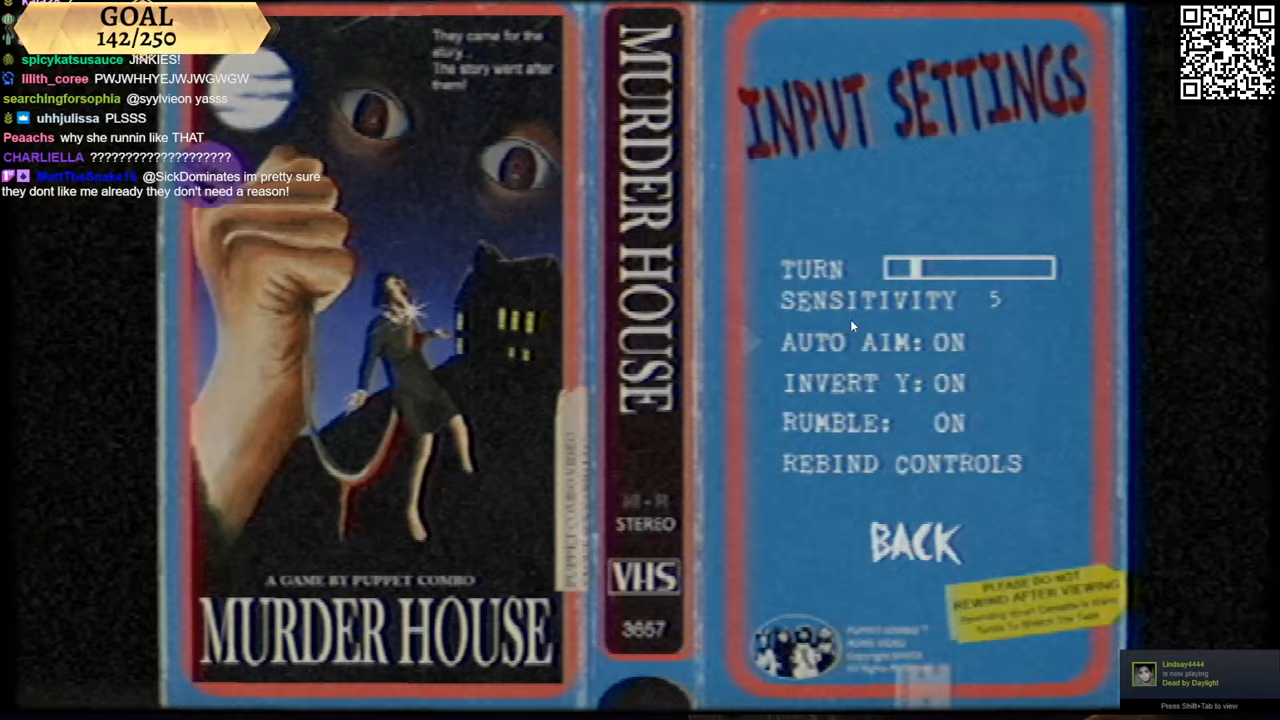 GOAL
142/250
spicykatsusauce JINKIES!
lilith_coree PWJWHHYEJWJWGWGW
searchingforsophia @syylvieon yasss
uhhjulissa PLSSS
Peaachs why she runnin like THAT
CHARLIELLA ????????????????????
MattTheSnake16 @SickDominates im pretty sure
they dont like me already they don't need a reason!
They came for the
story...
The story went after
them!
A GAME BY PUPPET COMBO
MURDER HOUSE
MURDER HOUSE
HI-FI
STEREO
VHS
3657
INPUT SETTINGS
TURN
SENSITIVITY 5
AUTO AIM: ON
INVERT Y: ON
RUMBLE: ON
REBIND CONTROLS
BACK
PLEASE DO NOT
REWIND AFTER VIEWING
Lindsay4444
is now playing
Dead by Daylight
Press Shift+Tab to view